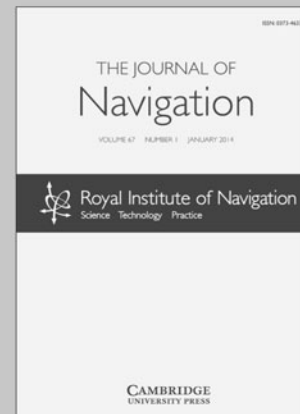 THE JOURNAL OF
Navigation
VOLUME 67 NUMBER 1 JANUARY 2014
Royal Institute of Navigation
Science Technology Practice
CAMBRIDGE
UNIVERSITY PRESS